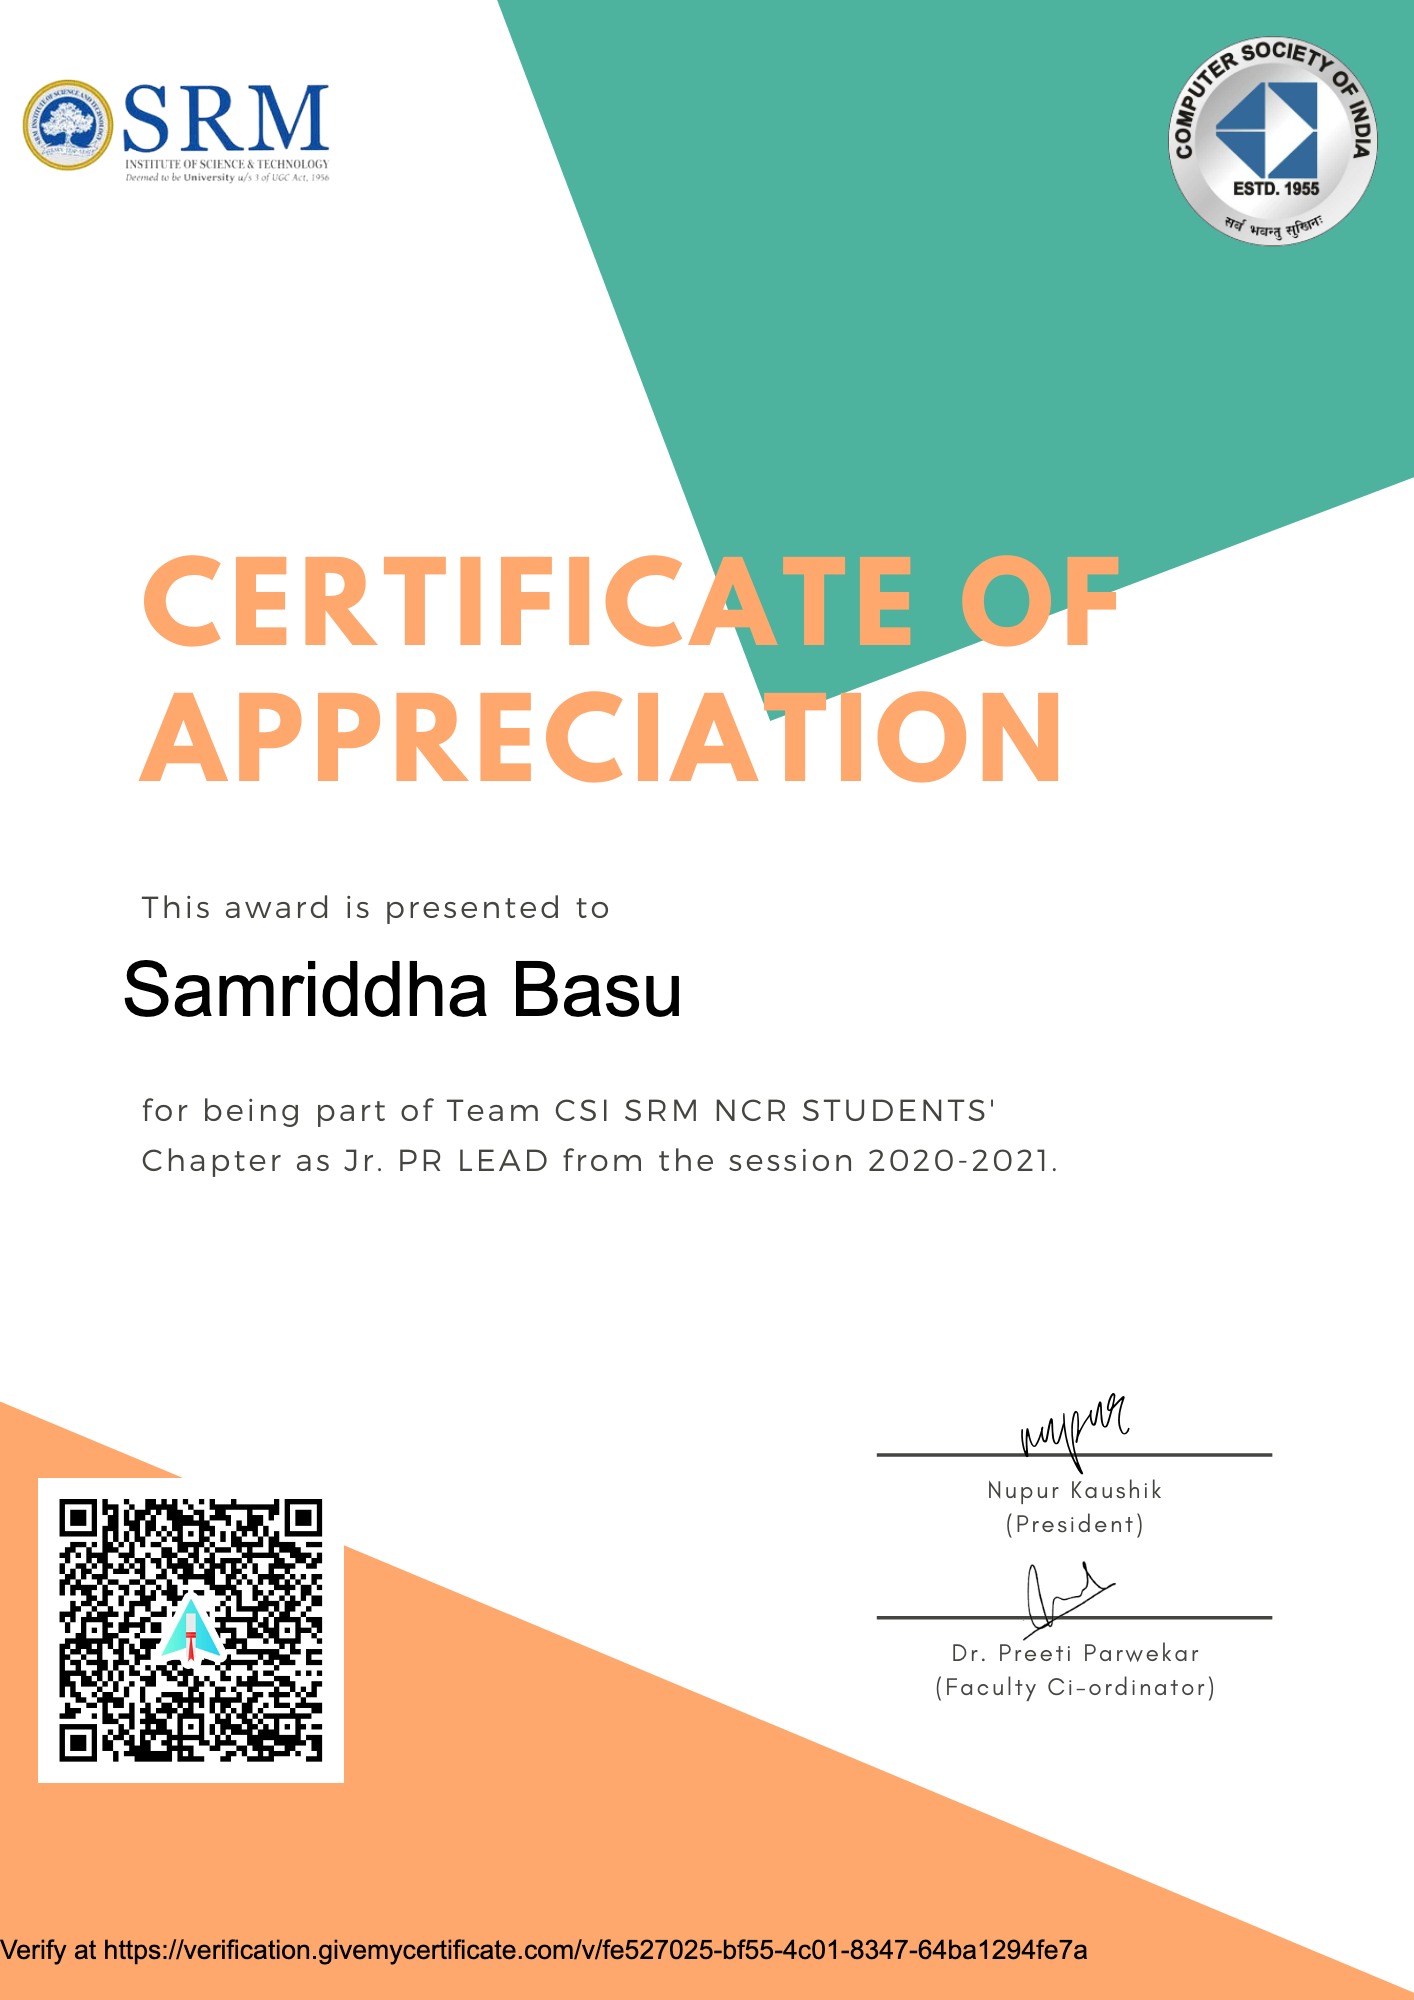 SRM
INSTITUTE OF SCIENCE & TECHNOLOGY
Deemed to be University u/s 3 of UGC Act, 1956
COMPUTER SOCIETY OF INDIA
ESTD. 1955
सर्वे भवन्तु सुखिनः
CERTIFICATE OF
APPRECIATION
This award is presented to
Samriddha Basu
for being part of Team CSI SRM NCR STUDENTS'
Chapter as Jr. PR LEAD from the session 2020-2021.
nupur
Nupur Kaushik
(President)
Dr. Preeti Parwekar
(Faculty Ci-ordinator)
Verify at https://verification.givemycertificate.com/v/fe527025-bf55-4c01-8347-64ba1294fe7a